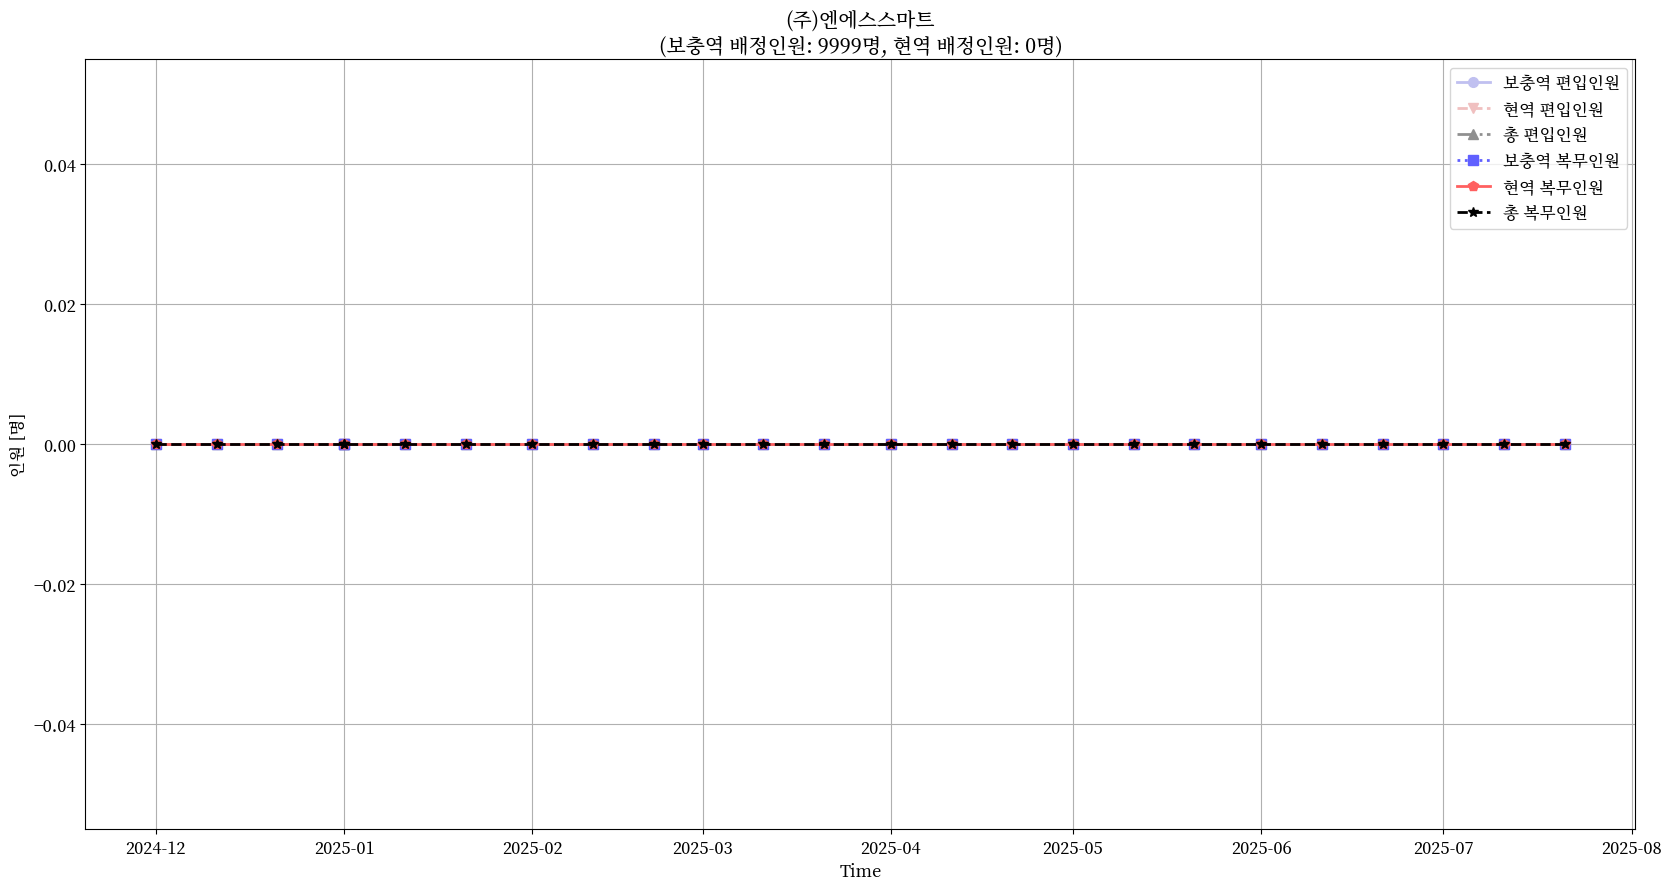 (주)엔에스스마트
(보충역 배정인원: 9999명, 현역 배정인원: 0명)
보충역 편입인원
현역 편입인원
총 편입인원
보충역 복무인원
현역 복무인원
총 복무인원
인원 [명]
0.04
0.02
0.00
−0.02
−0.04
2024-12 2025-01 2025-02 2025-03 2025-04 2025-05 2025-06 2025-07 2025-08
Time